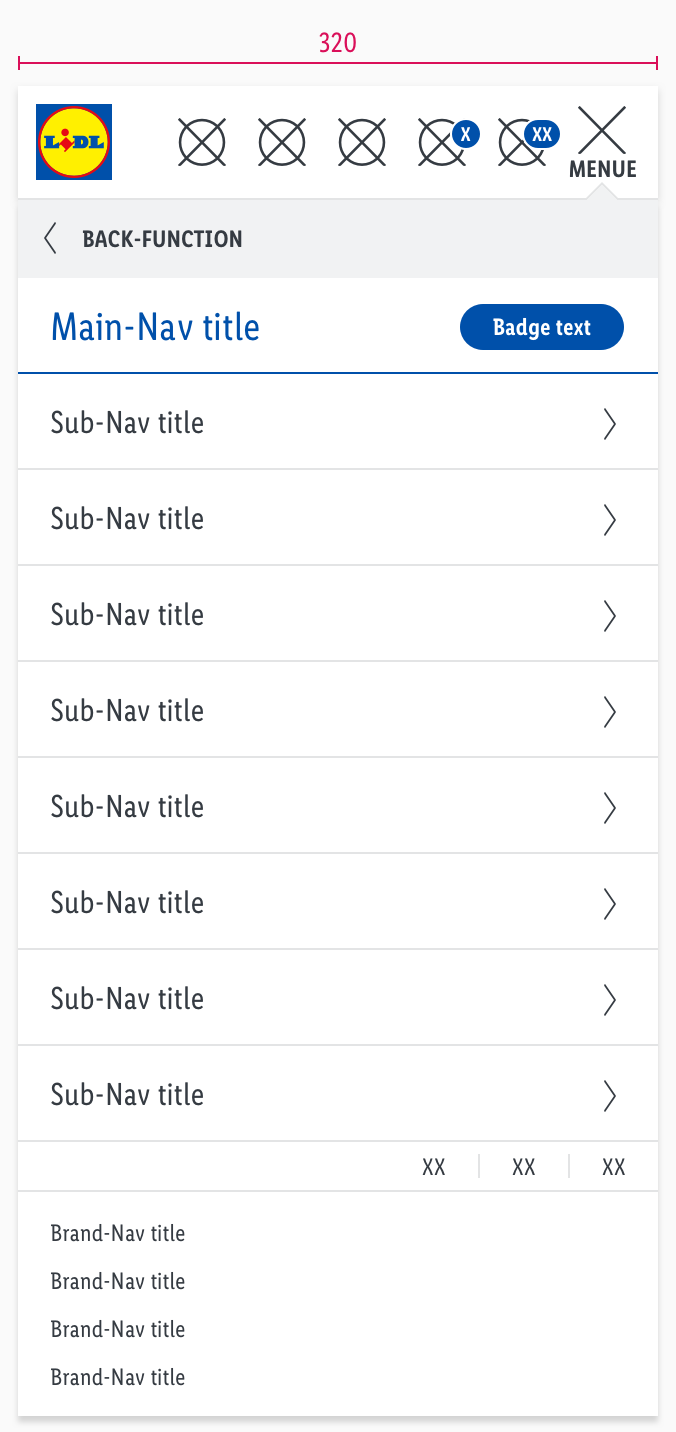 320
LiDL
X
XX
MENUE
BACK-FUNCTION
Main-Nav title
Badge text
Sub-Nav title
Sub-Nav title
Sub-Nav title
Sub-Nav title
Sub-Nav title
Sub-Nav title
Sub-Nav title
Sub-Nav title
XX XX XX
Brand-Nav title
Brand-Nav title
Brand-Nav title
Brand-Nav title